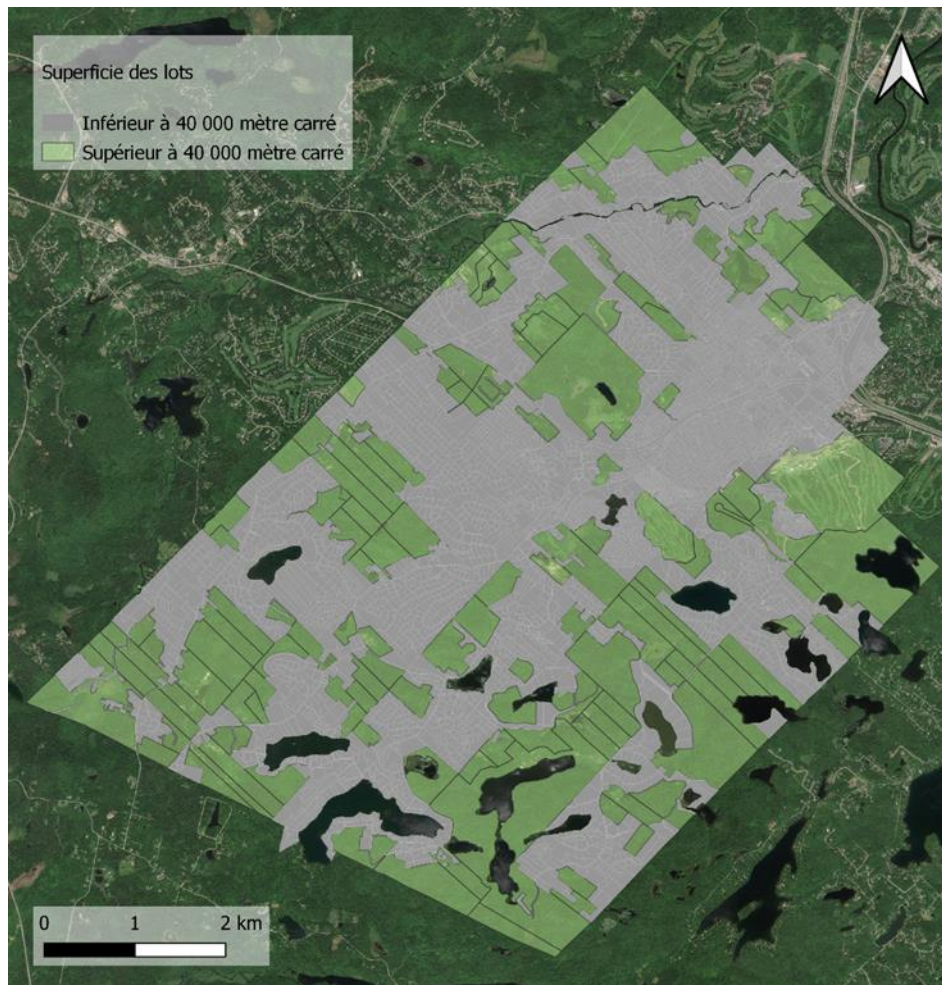 Superficie des lots
Inférieur à 40 000 mètre carré
Supérieur à 40 000 mètre carré
0 1 2 km